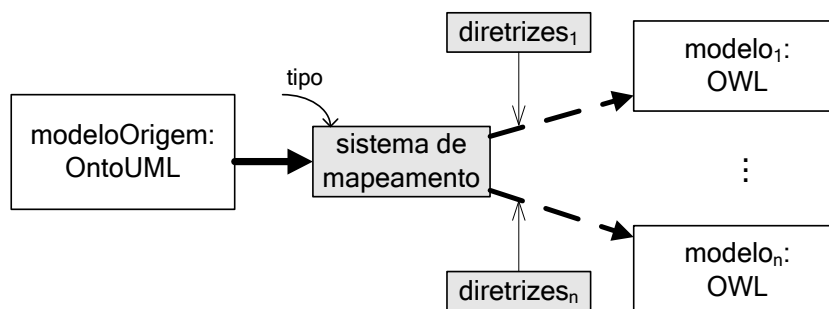 diretrizes₁
modelo₁:
OWL
tipo
modeloOrigem:
OntoUML
sistema de
mapeamento
⋮
modeloₙ:
OWL
diretrizesₙ